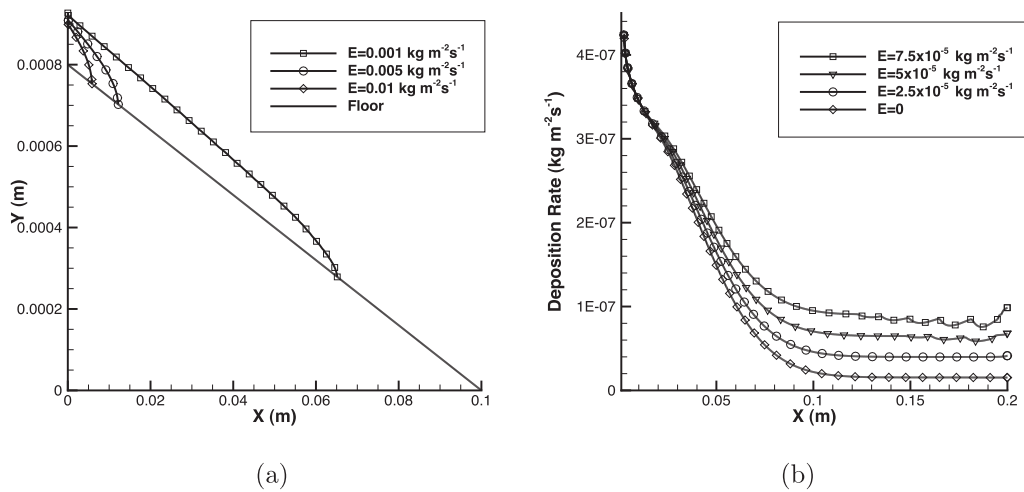 E=0.001 kg m⁻²s⁻¹
E=0.005 kg m⁻²s⁻¹
E=0.01 kg m⁻²s⁻¹
Floor
0.0008
0.0006
0.0004
0.0002
0
Y (m)
0
0.02
0.04
0.06
0.08
0.1
X (m)
(a)
E=7.5x10⁻⁵ kg m⁻²s⁻¹
E=5x10⁻⁵ kg m⁻²s⁻¹
E=2.5x10⁻⁵ kg m⁻²s⁻¹
E=0
4E-07
3E-07
2E-07
1E-07
0
Deposition Rate (kg m⁻²s⁻¹)
0.05
0.1
0.15
0.2
X (m)
(b)